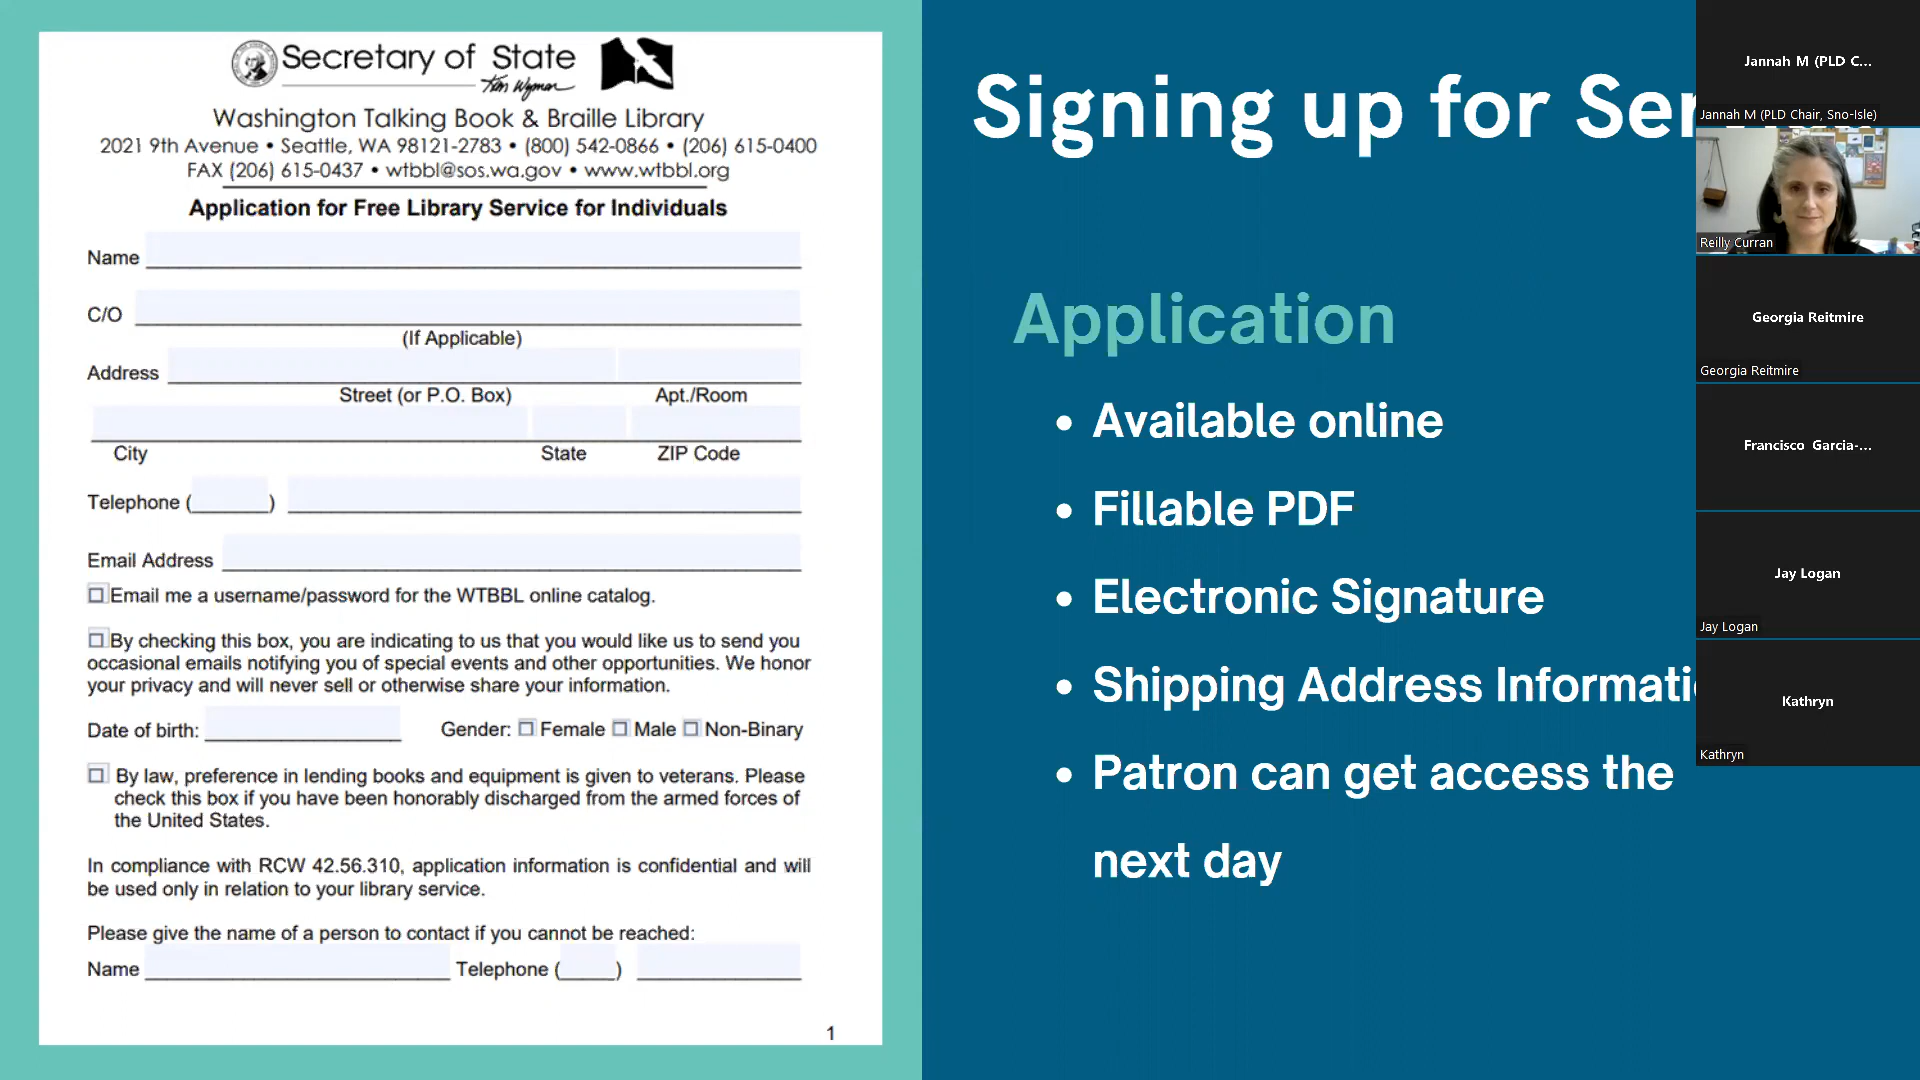 Secretary of State
Kim Wyman
Washington Talking Book & Braille Library
2021 9th Avenue • Seattle, WA 98121-2783 • (800) 542-0866 • (206) 615-0400
FAX (206) 615-0437 • wtbbl@sos.wa.gov • www.wtbbl.org
Application for Free Library Service for Individuals
Name
C/O
(If Applicable)
Address
Street (or P.O. Box) Apt./Room
City State ZIP Code
Telephone ( )
Email Address
Email me a username/password for the WTBBL online catalog.
By checking this box, you are indicating to us that you would like us to send you
occasional emails notifying you of special events and other opportunities. We honor
your privacy and will never sell or otherwise share your information.
Date of birth: Gender: Female Male Non-Binary
By law, preference in lending books and equipment is given to veterans. Please
check this box if you have been honorably discharged from the armed forces of
the United States.
In compliance with RCW 42.56.310, application information is confidential and will
be used only in relation to your library service.
Please give the name of a person to contact if you cannot be reached:
Name Telephone ( )
1
Signing up for Ser
Application
• Available online
• Fillable PDF
• Electronic Signature
• Shipping Address Informati
• Patron can get access the
next day
Jannah M (PLD C...
Jannah M (PLD Chair, Sno-Isle)
Reilly Curran
Georgia Reitmire
Georgia Reitmire
Francisco Garcia-...
Jay Logan
Jay Logan
Kathryn
Kathryn